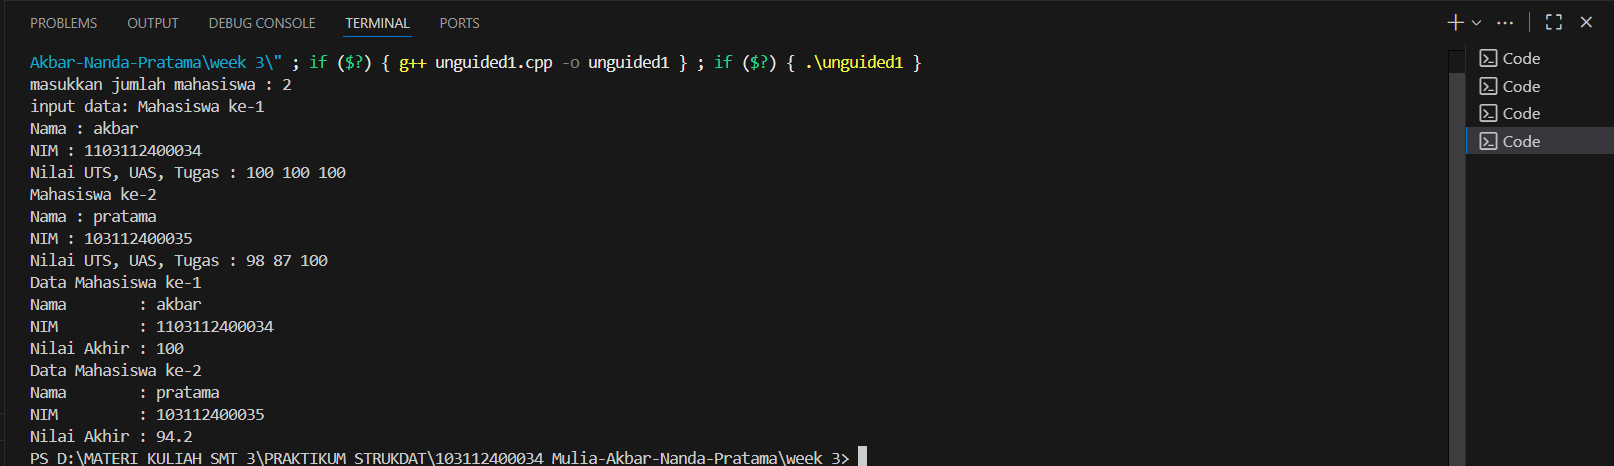 PROBLEMS OUTPUT DEBUG CONSOLE TERMINAL PORTS
Akbar-Nanda-Pratama\week 3\" ; if ($?) { g++ unguided1.cpp -o unguided1 } ; if ($?) { .\unguided1 }
masukkan jumlah mahasiswa : 2
input data: Mahasiswa ke-1
Nama : akbar
NIM : 1103112400034
Nilai UTS, UAS, Tugas : 100 100 100
Mahasiswa ke-2
Nama : pratama
NIM : 103112400035
Nilai UTS, UAS, Tugas : 98 87 100
Data Mahasiswa ke-1
Nama        : akbar
NIM         : 1103112400034
Nilai Akhir : 100
Data Mahasiswa ke-2
Nama        : pratama
NIM         : 103112400035
Nilai Akhir : 94.2
PS D:\MATERI KULIAH SMT 3\PRAKTIKUM STRUKDAT\103112400034_Mulia-Akbar-Nanda-Pratama\week 3>
Code
Code
Code
Code